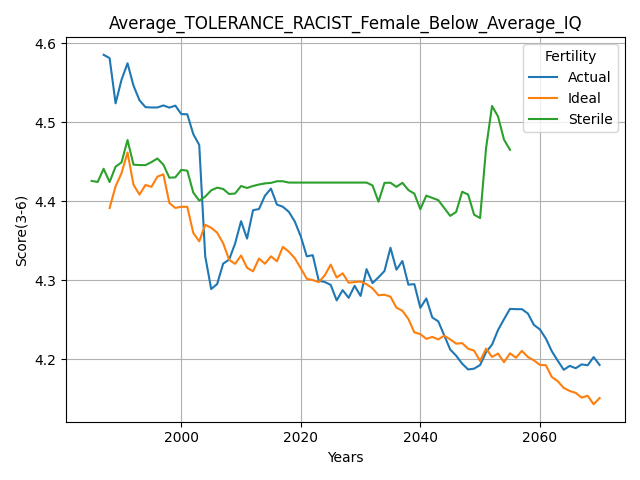 Average_TOLERANCE_RACIST_Female_Below_Average_IQ
Fertility
Actual
Ideal
Sterile
Score(3-6)
4.6
4.5
4.4
4.3
4.2
2000
2020
2040
2060
Years